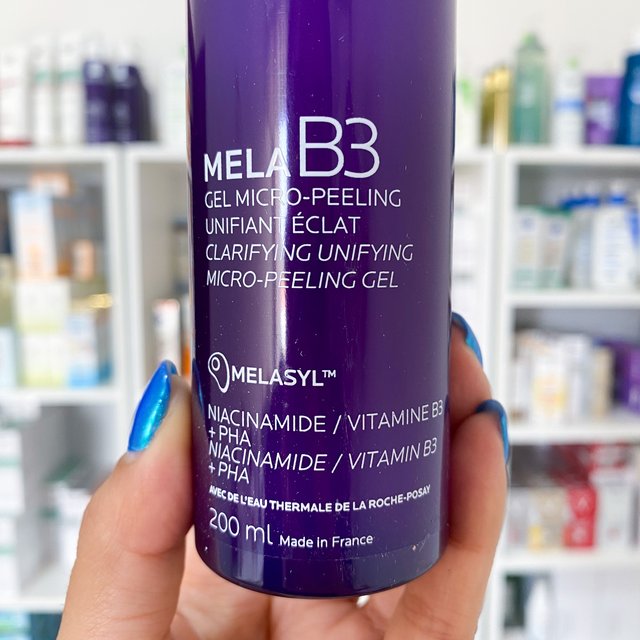 MELA B3
GEL MICRO-PEELING
UNIFIANT ÉCLAT
CLARIFYING UNIFYING
MICRO-PEELING GEL
MELASYL™
NIACINAMIDE / VITAMINE B3
+ PHA
NIACINAMIDE / VITAMIN B3
+ PHA
AVEC DE L'EAU THERMALE DE LA ROCHE-POSAY
200 ml Made in France